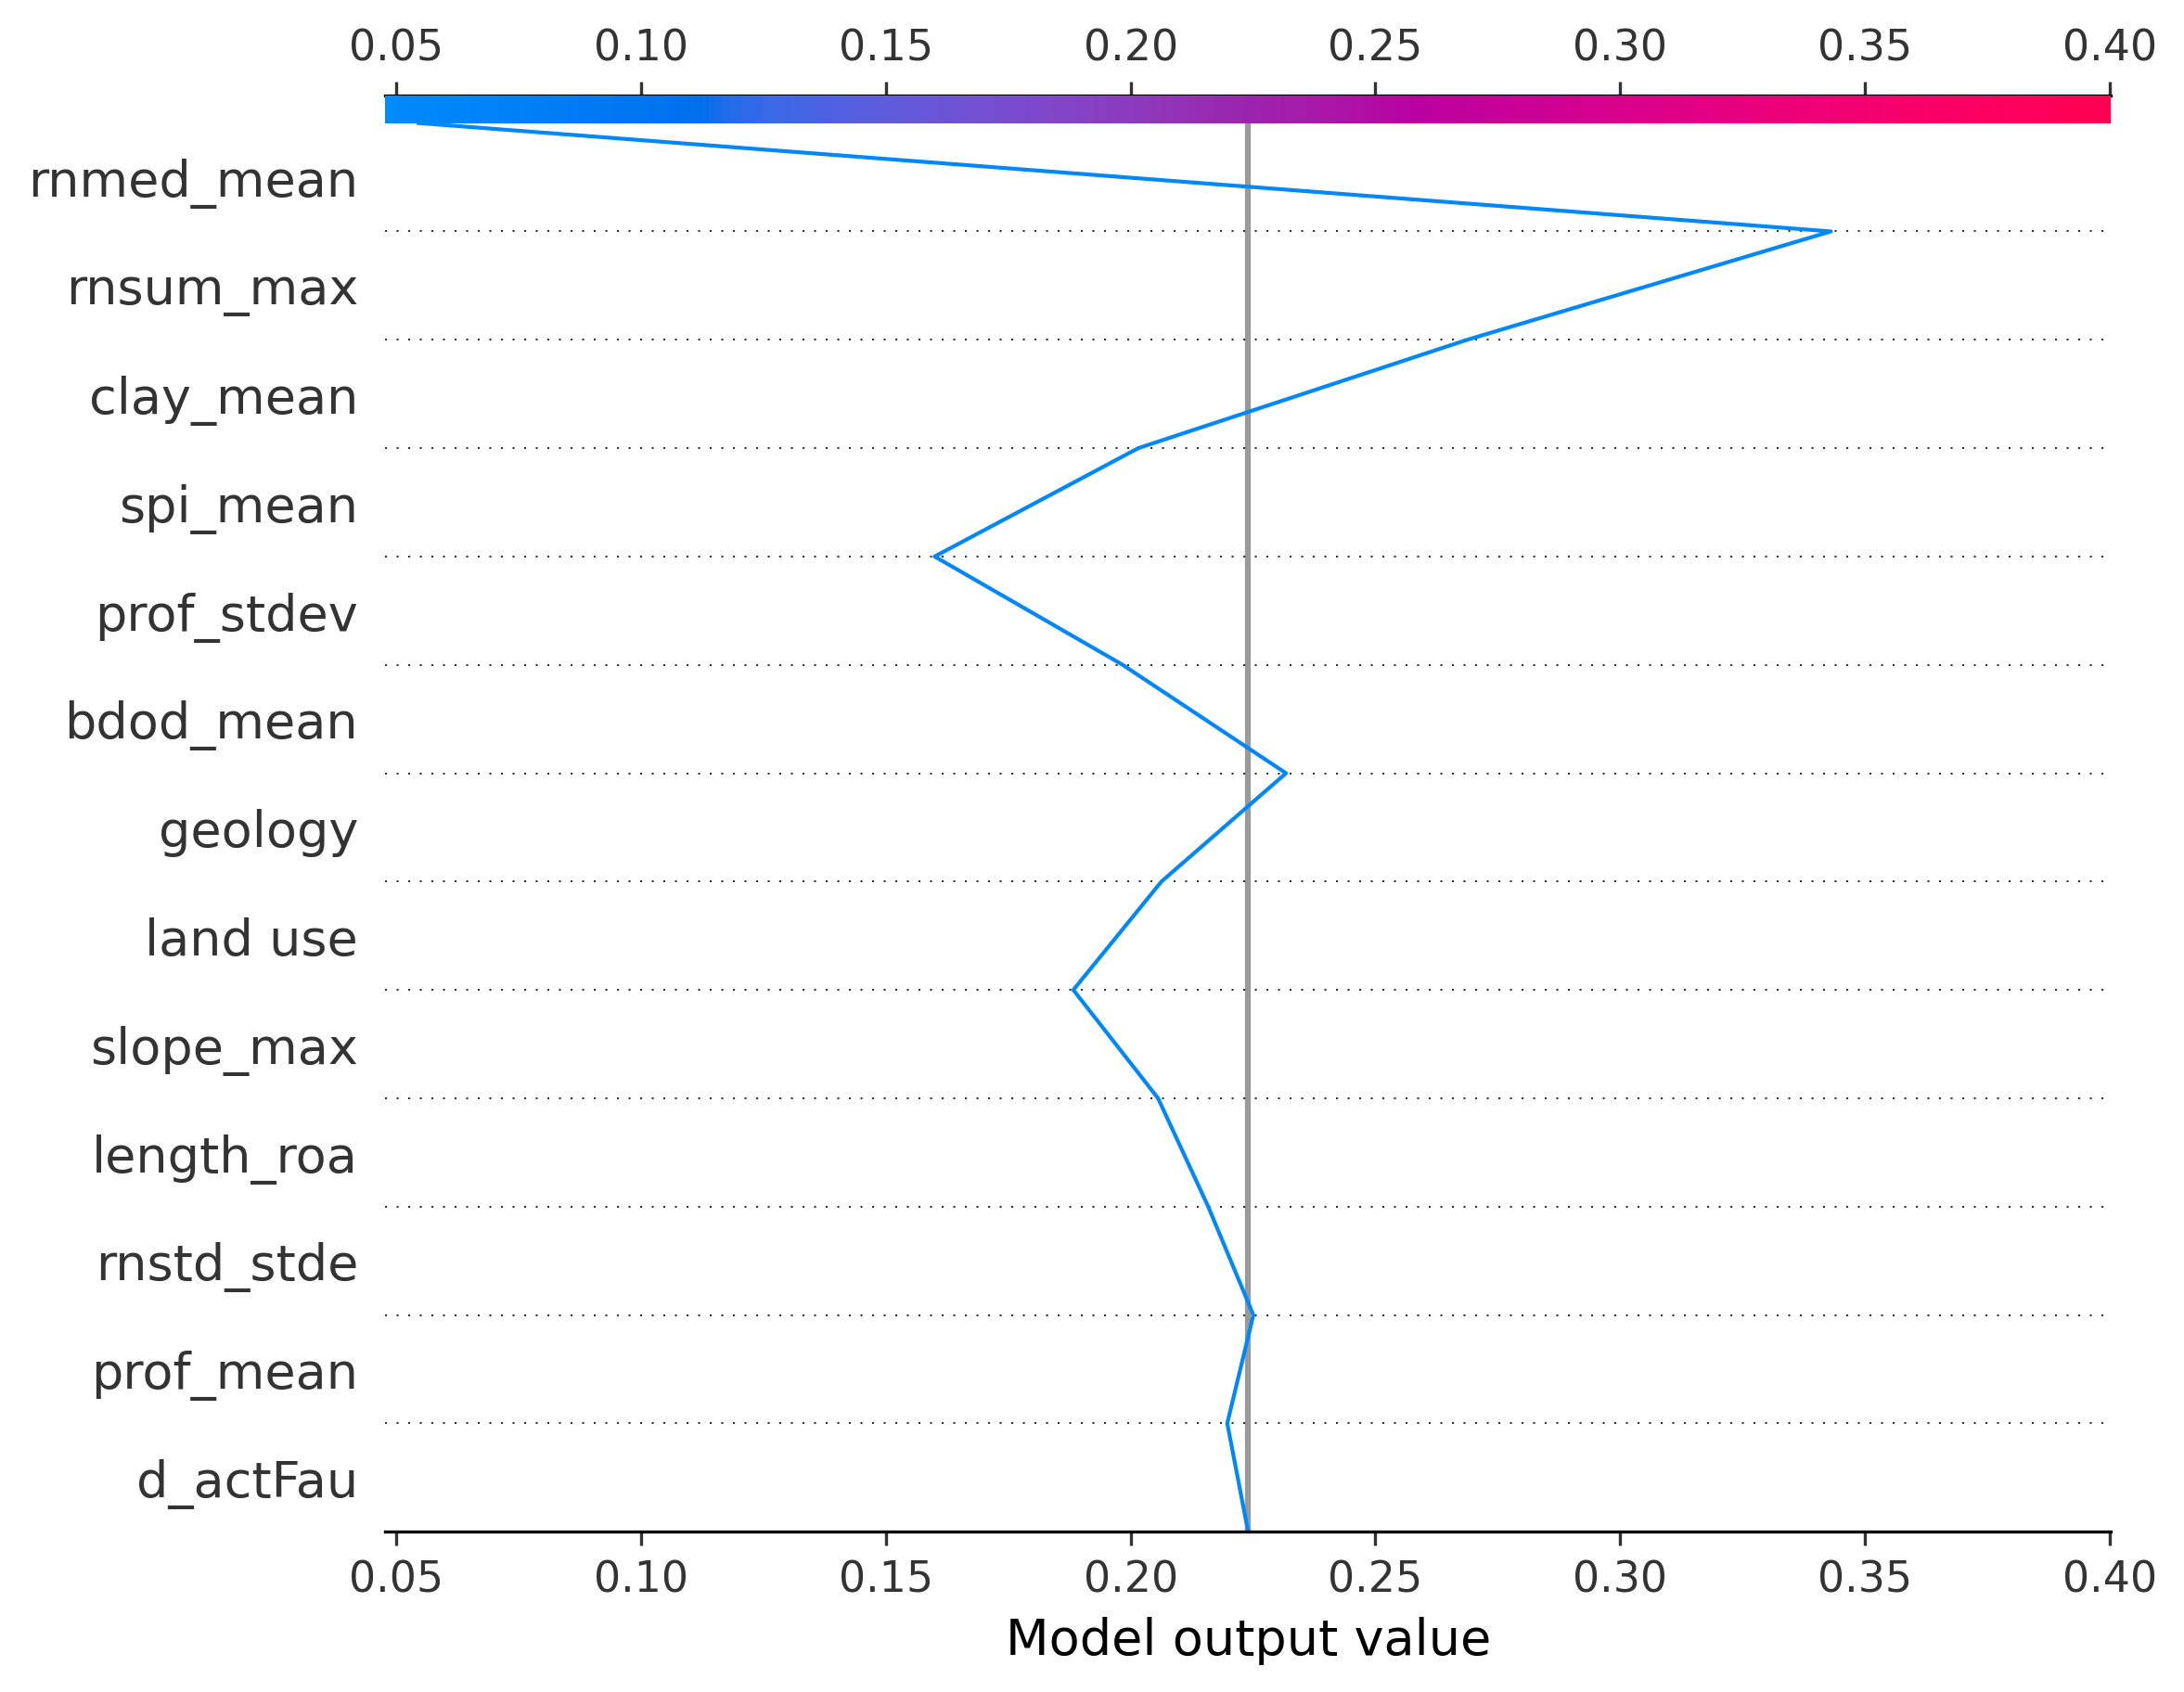 0.05 0.10 0.15 0.20 0.25 0.30 0.35 0.40
rnmed_mean
rnsum_max
clay_mean
spi_mean
prof_stdev
bdod_mean
geology
land use
slope_max
length_roa
rnstd_stde
prof_mean
d_actFau
0.05 0.10 0.15 0.20 0.25 0.30 0.35 0.40
Model output value